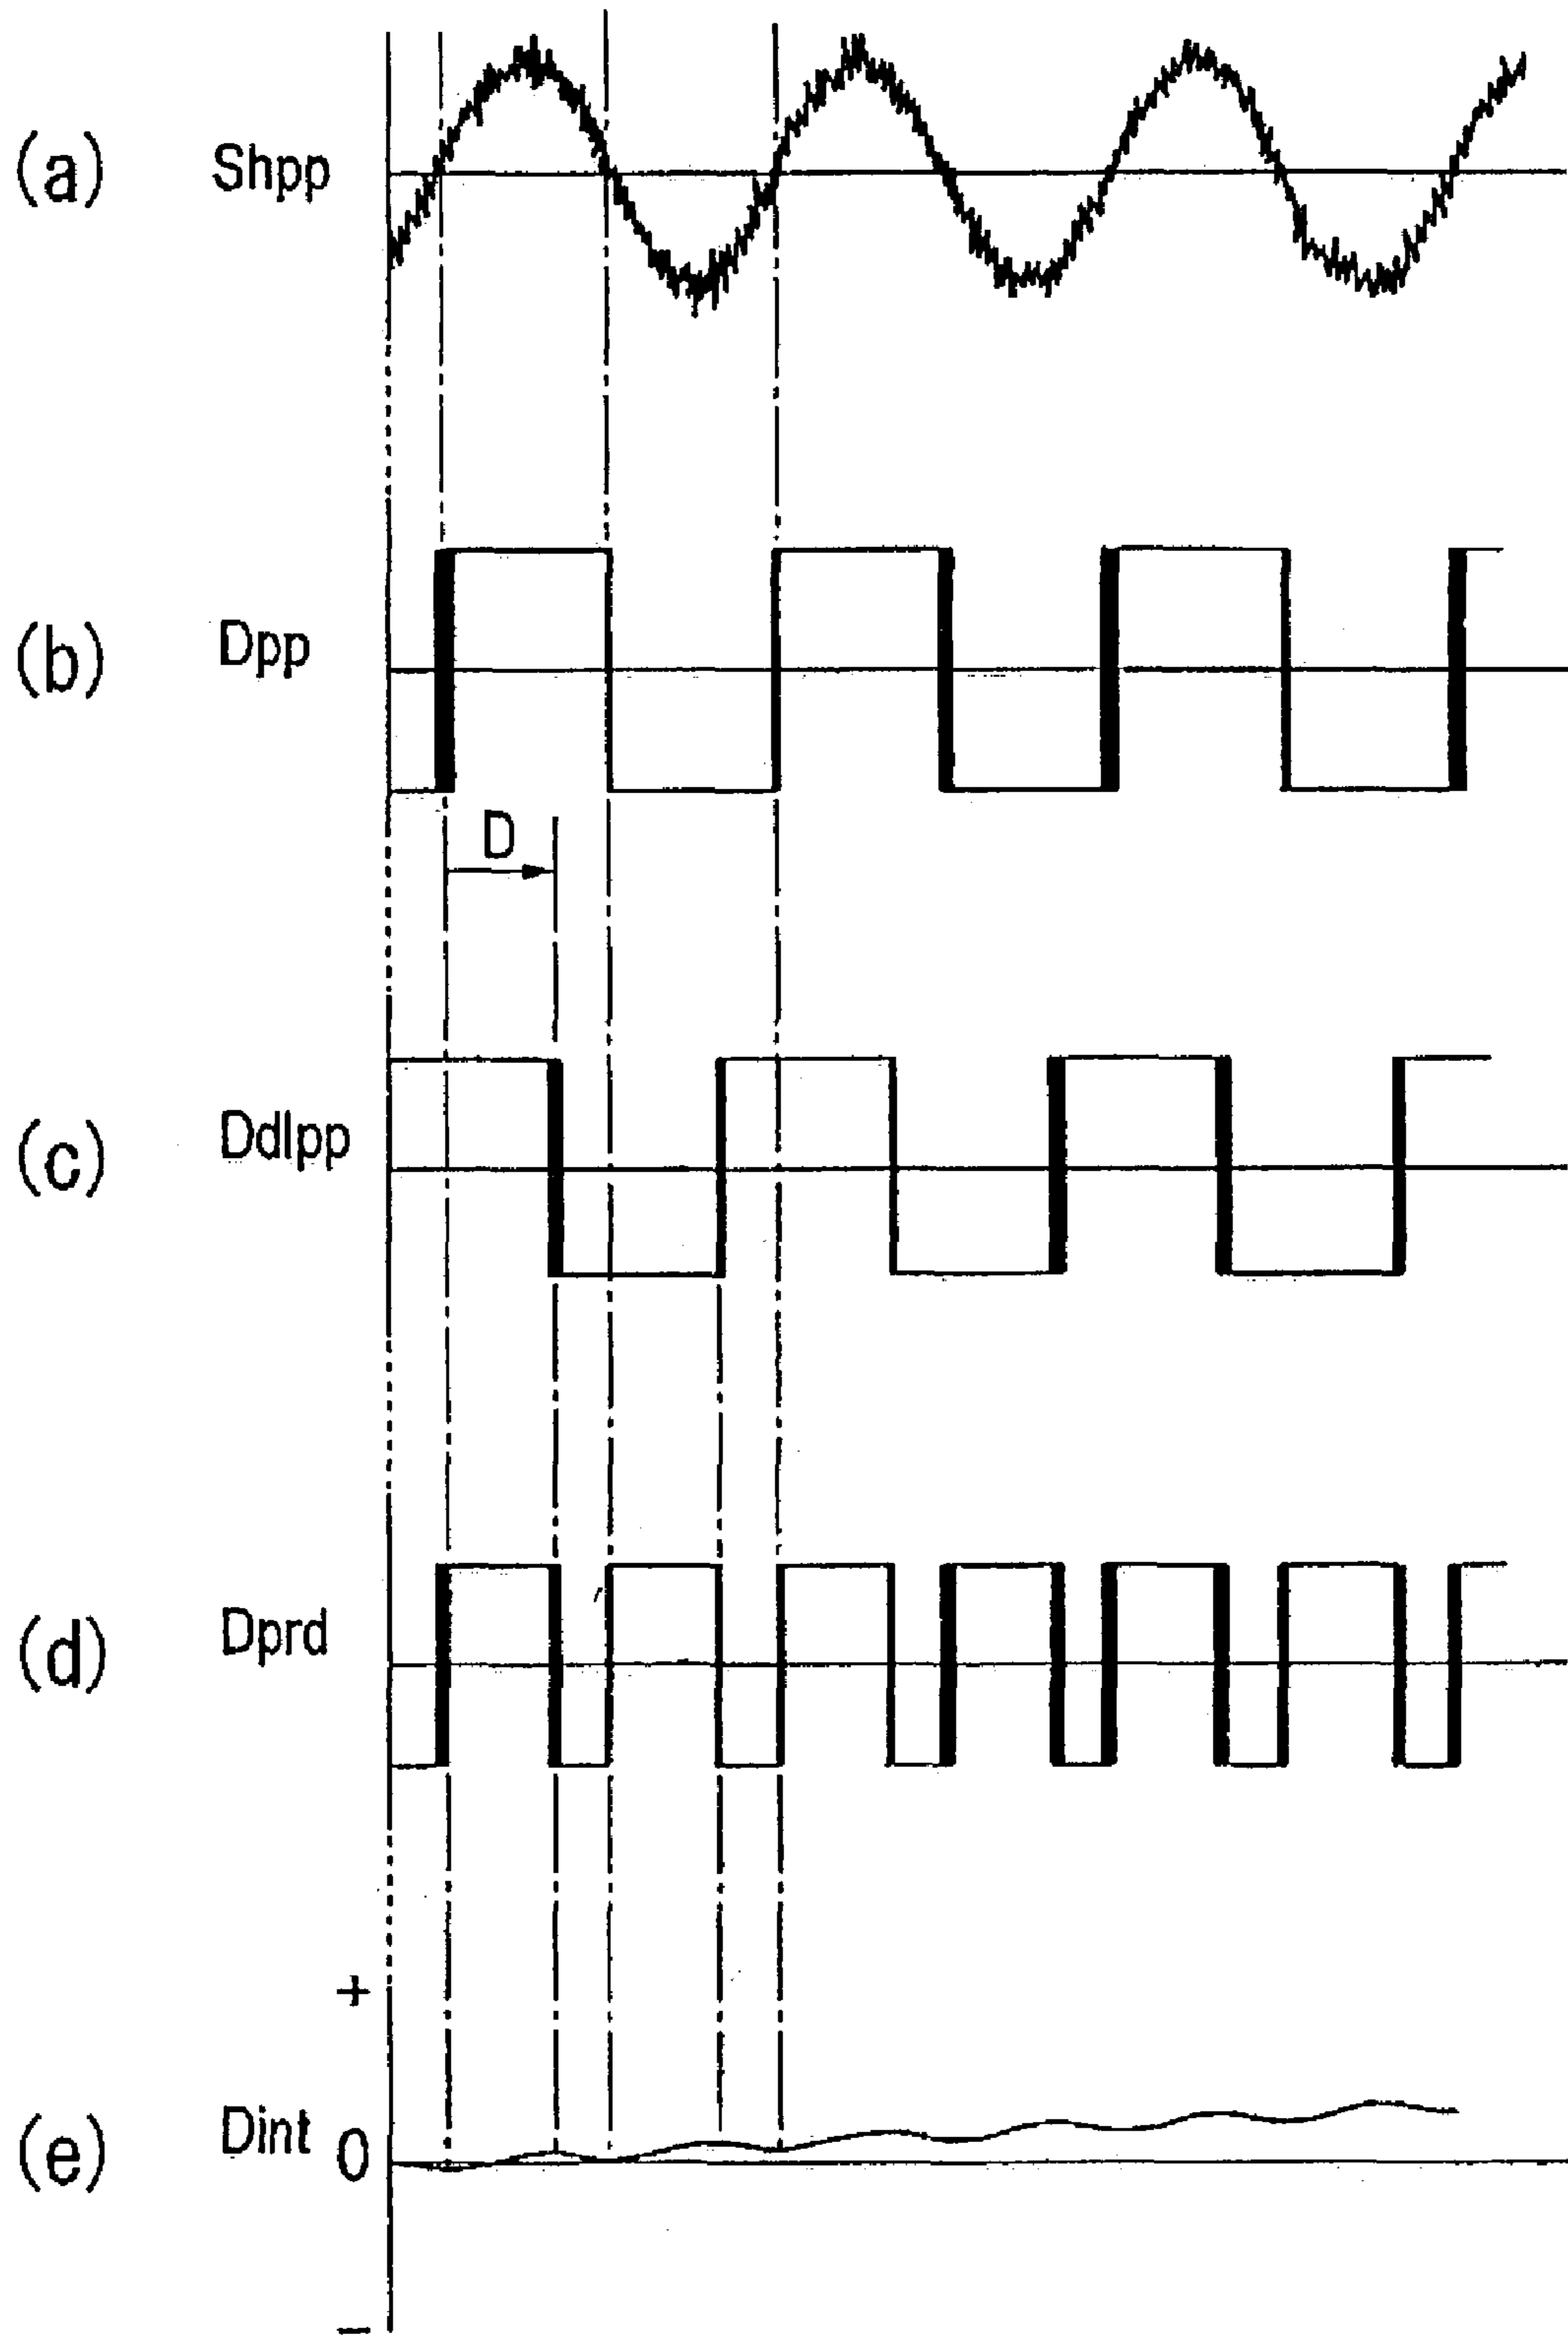 (a) Shpp
(b) Dpp
D
(c) Ddlpp
(d) Dprd
+
(e) Dint 0
−